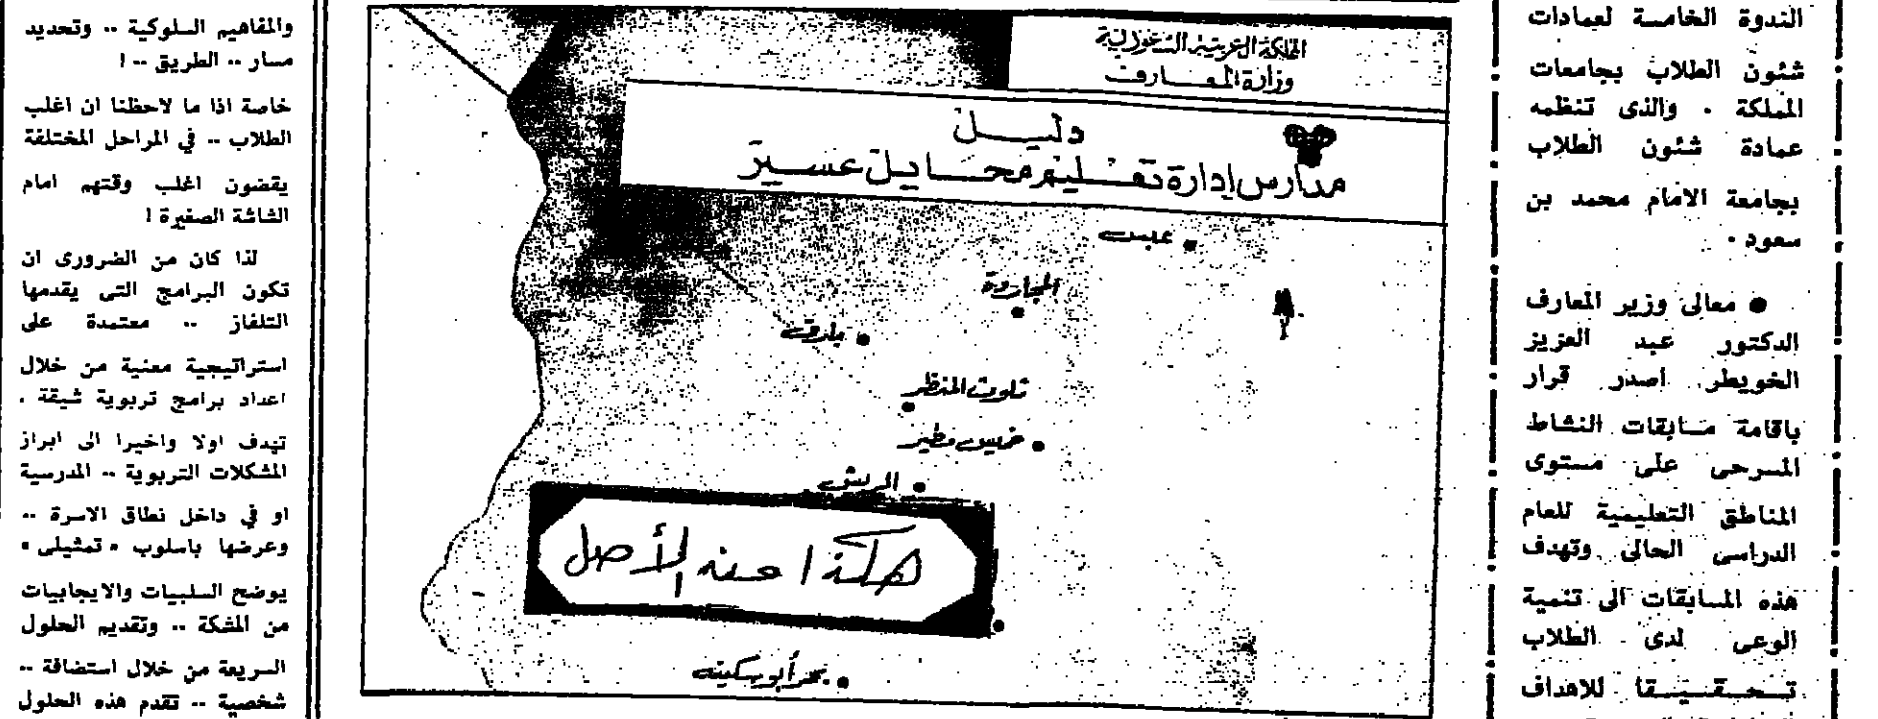 الندوة الخامسة لعمادات
شئون الطلاب بجامعات
المملكة . والذى تنظمه
عمادة شئون الطلاب
بجامعة الامام محمد بن
سعود .
● معالى وزير المعارف
الدكتور عبد العزيز
الخويطر اصدر قرار
باقامة مسابقات النشاط
المسرحى على مستوى
المناطق التعليمية للعام
الدراسى الحالى وتهدف
هذه المسابقات الى تنمية
الوعى لدى الطلاب
تحقيقا للاهداف
المملكة العربية السعودية
وزارة المعارف
دليل
مدارس إدارة تعليم محايل عسير
عبس
المجاردة
بارق
ثلوث المنظر
خميس مطير
الريش
هكذا منه الأصل
بحر أبو سكينه
والمفاهيم السلوكية .. وتحديد
مسار .. الطريق .. !
خاصة اذا ما لاحظنا ان اغلب
الطلاب .. في المراحل المختلفة
يقضون اغلب وقتهم امام
الشاشة الصغيرة !
لذا كان من الضرورى ان
تكون البرامج التى يقدمها
التلفاز .. معتمدة على
استراتيجية معنية من خلال
اعداد برامج تربوية شيقة .
تهدف اولا واخيرا الى ابراز
المشكلات التربوية .. المدرسية
او في داخل نطاق الاسرة ..
وعرضها باسلوب « تمثيلى »
يوضح السلبيات والايجابيات
من المشكة .. وتقديم الحلول
السريعة من خلال استضافة ..
شخصية .. تقدم هذه الحلول